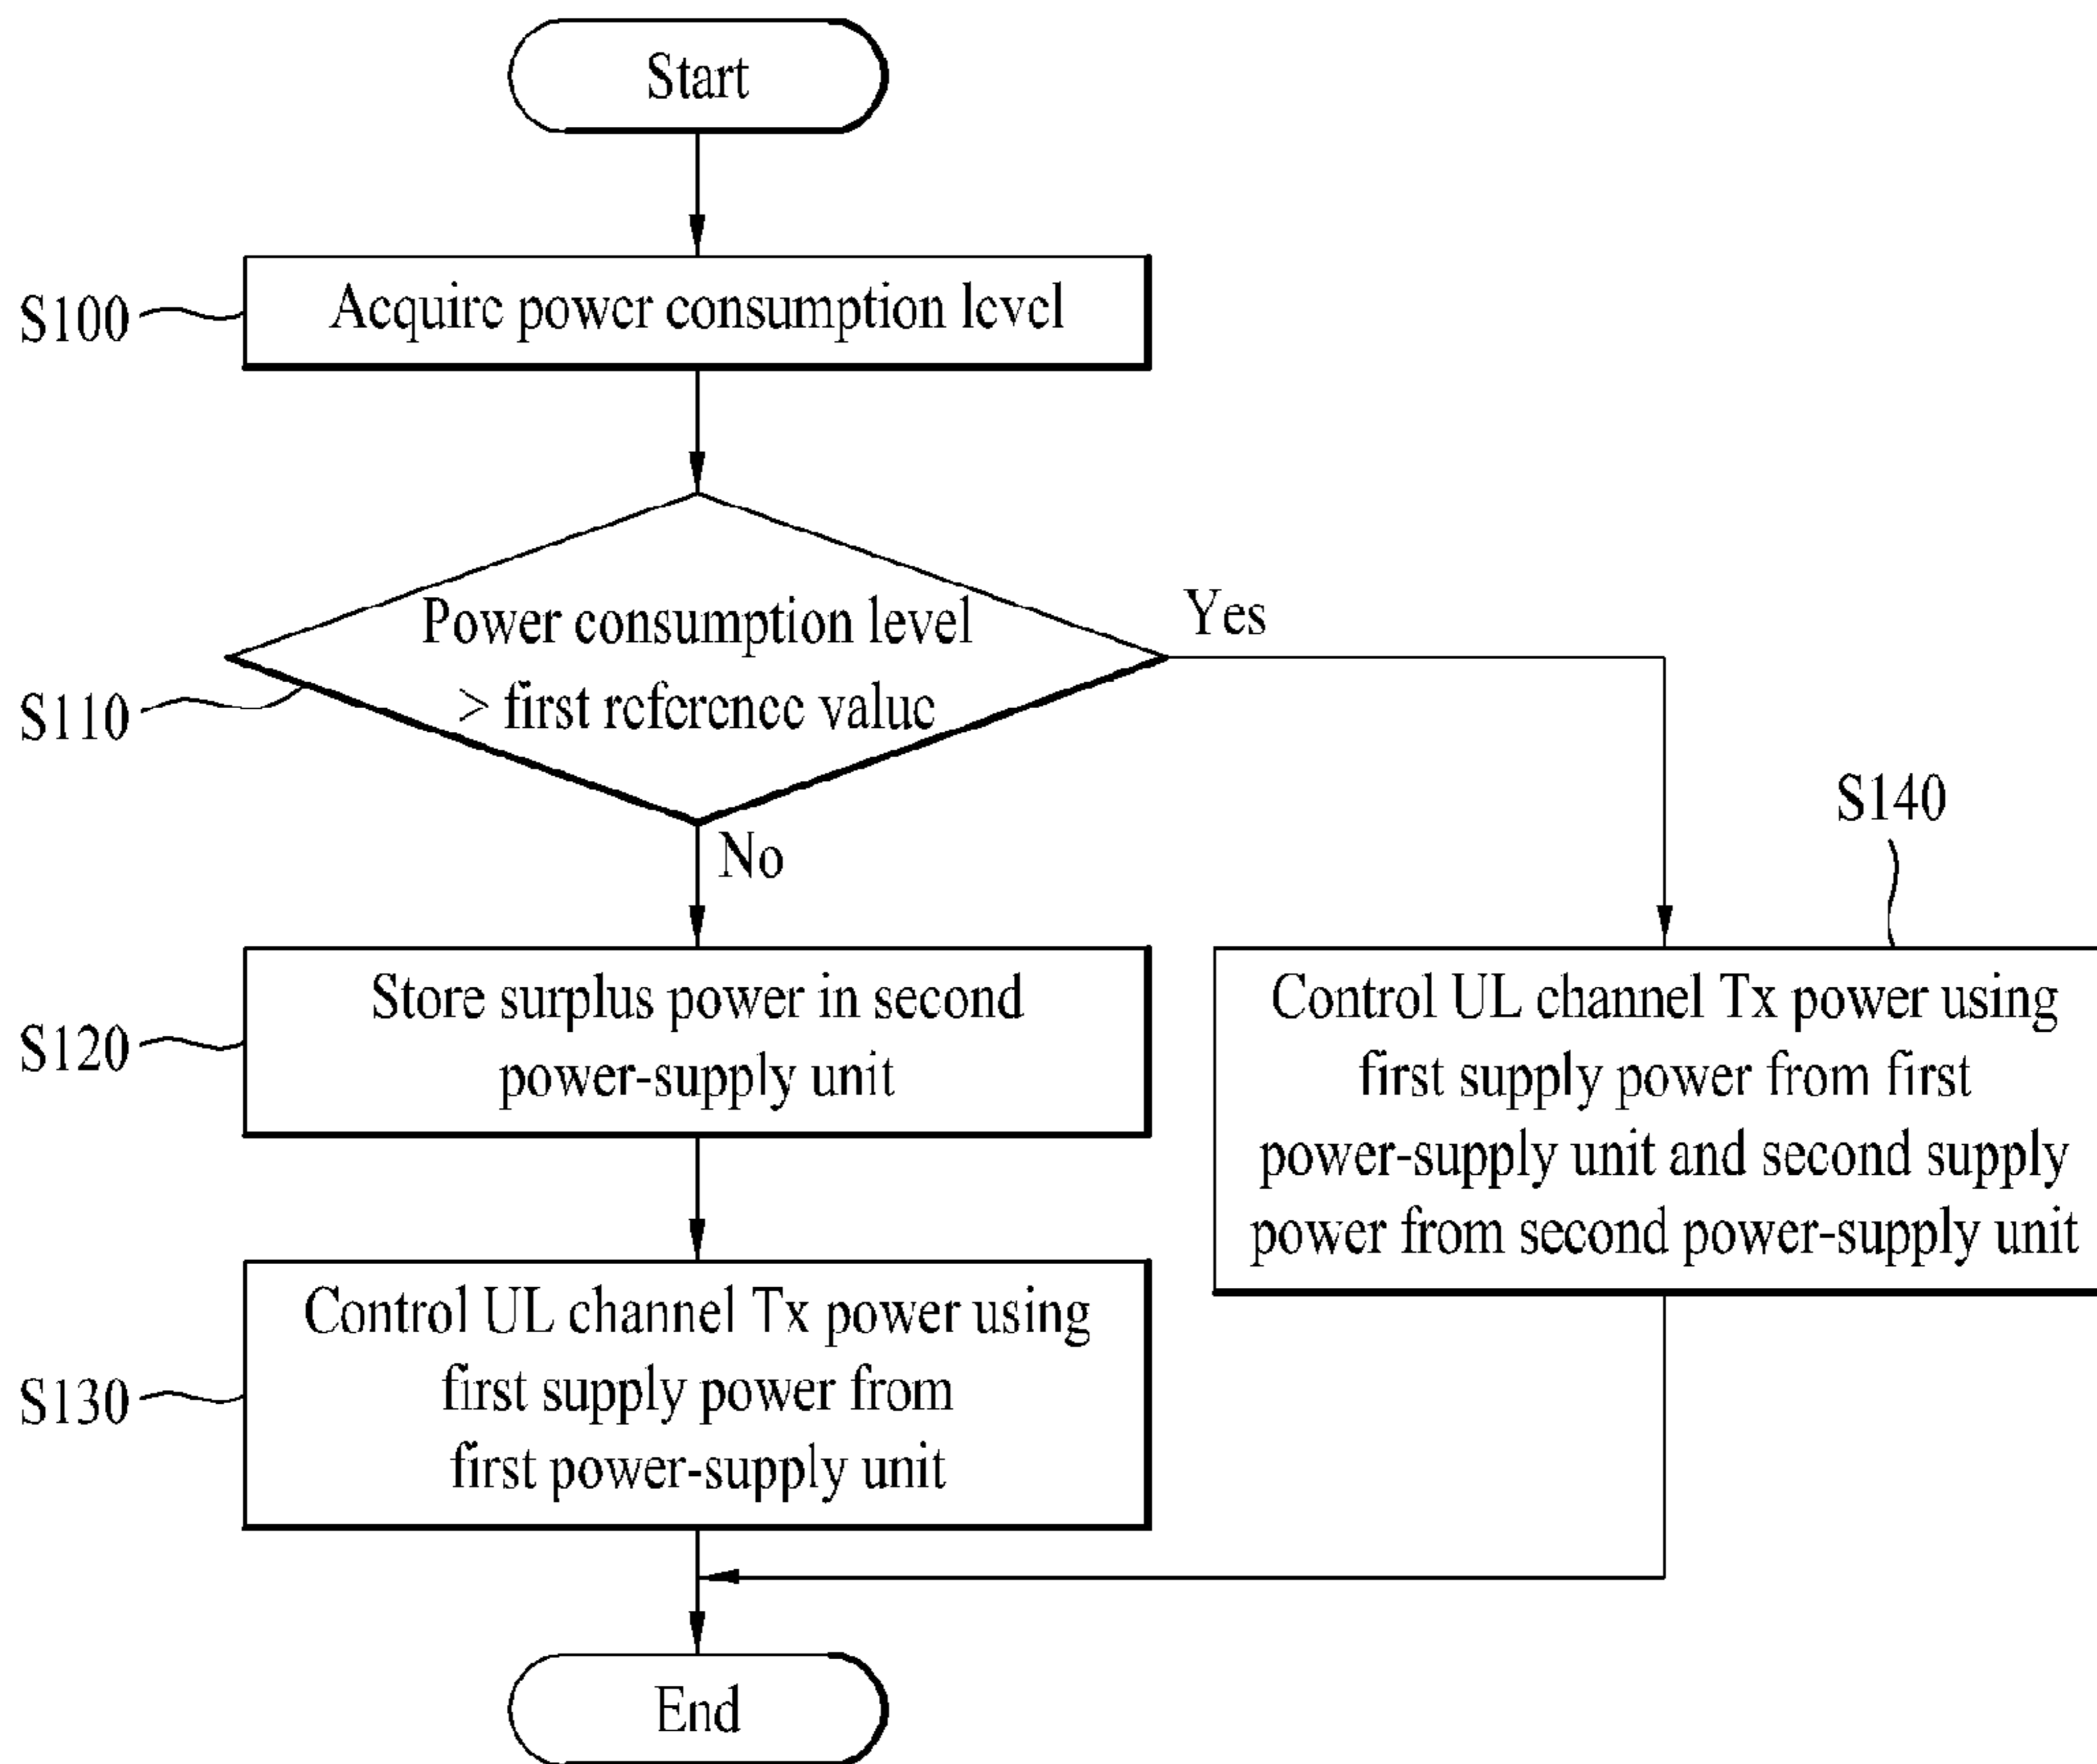 Start
S100
Acquire power consumption level
Power consumption level
> first reference value
Yes
S110
No
S120
Store surplus power in second
power-supply unit
S130
Control UL channel Tx power using
first supply power from
first power-supply unit
S140
Control UL channel Tx power using
first supply power from first
power-supply unit and second supply
power from second power-supply unit
End